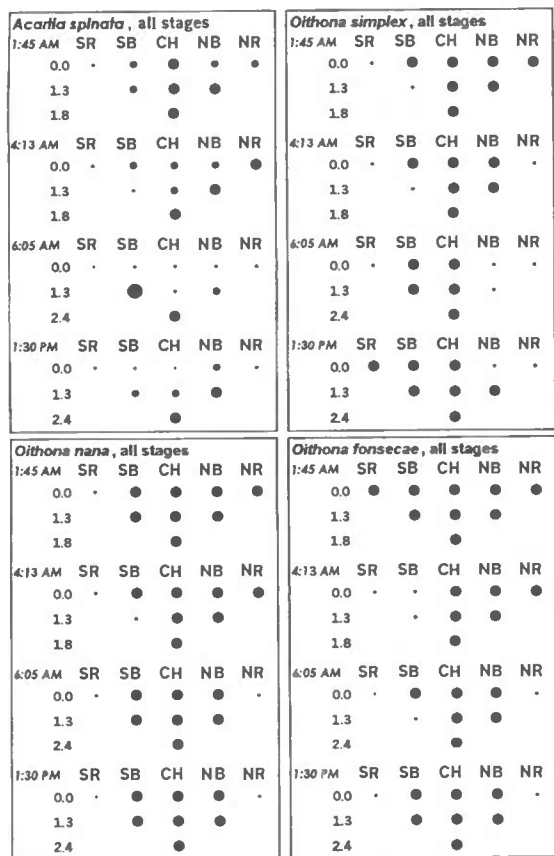 Acartia spinata, all stages
1:45 AM SR SB CH NB NR
0.0
1.3
1.8
4:13 AM SR SB CH NB NR
0.0
1.3
1.8
6:05 AM SR SB CH NB NR
0.0
1.3
2.4
1:30 PM SR SB CH NB NR
0.0
1.3
2.4
Oithona simplex, all stages
1:45 AM SR SB CH NB NR
0.0
1.3
1.8
4:13 AM SR SB CH NB NR
0.0
1.3
1.8
6:05 AM SR SB CH NB NR
0.0
1.3
2.4
1:30 PM SR SB CH NB NR
0.0
1.3
2.4
Oithona nana, all stages
1:45 AM SR SB CH NB NR
0.0
1.3
1.8
4:13 AM SR SB CH NB NR
0.0
1.3
1.8
6:05 AM SR SB CH NB NR
0.0
1.3
2.4
1:30 PM SR SB CH NB NR
0.0
1.3
2.4
Oithona fonsecae, all stages
1:45 AM SR SB CH NB NR
0.0
1.3
1.8
4:13 AM SR SB CH NB NR
0.0
1.3
1.8
6:05 AM SR SB CH NB NR
0.0
1.3
2.4
1:30 PM SR SB CH NB NR
0.0
1.3
2.4